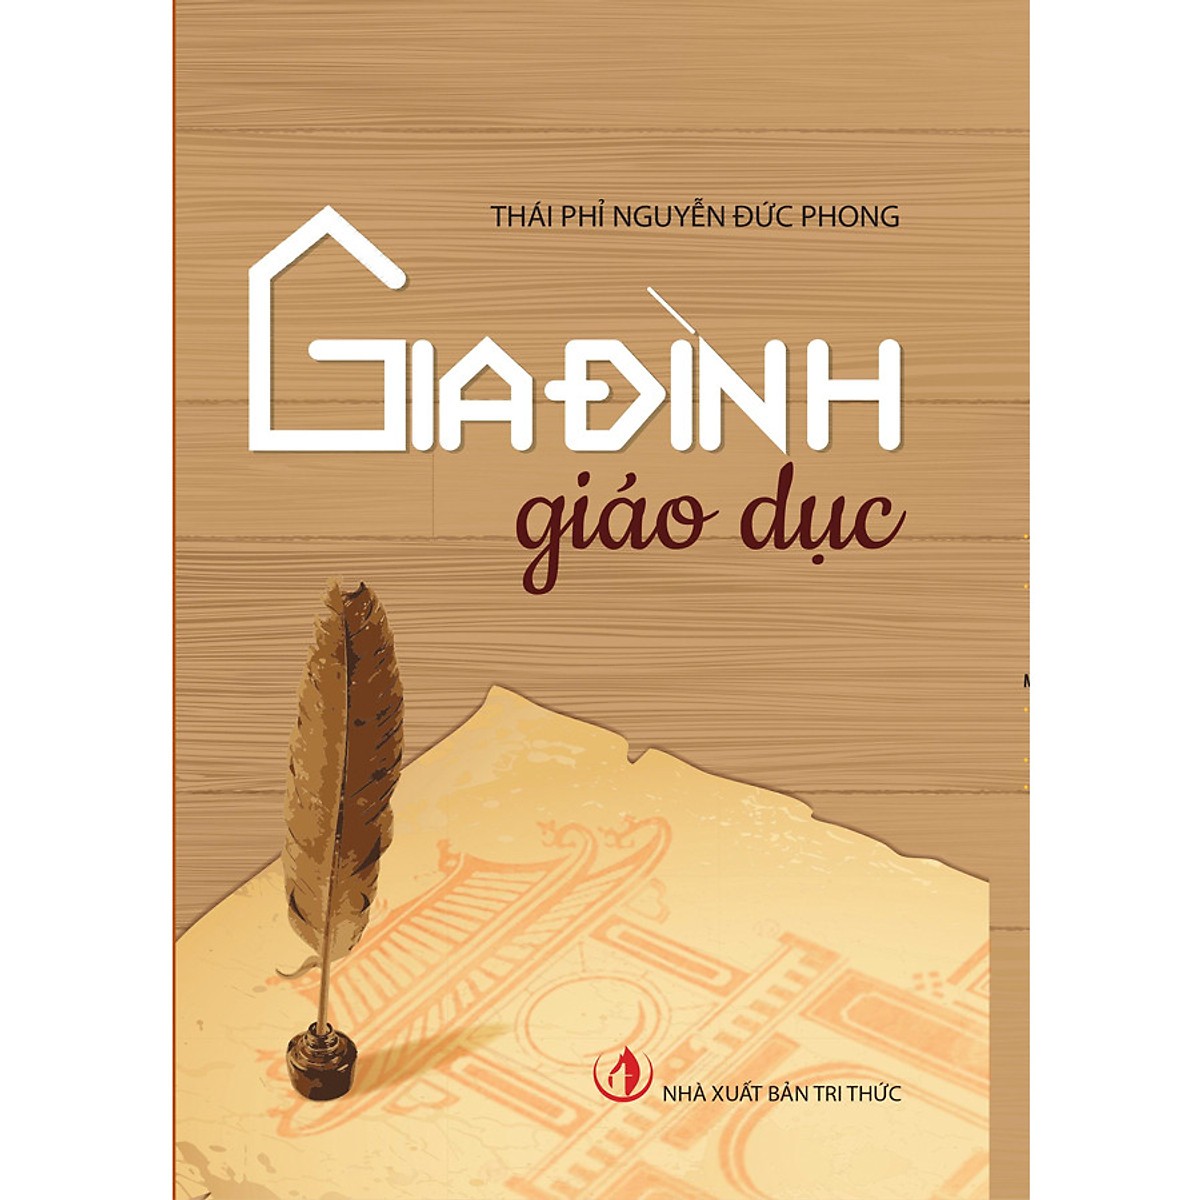 THÁI PHỈ NGUYỄN ĐỨC PHONG
GIA ĐÌNH
giáo dục
NHÀ XUẤT BẢN TRI THỨC